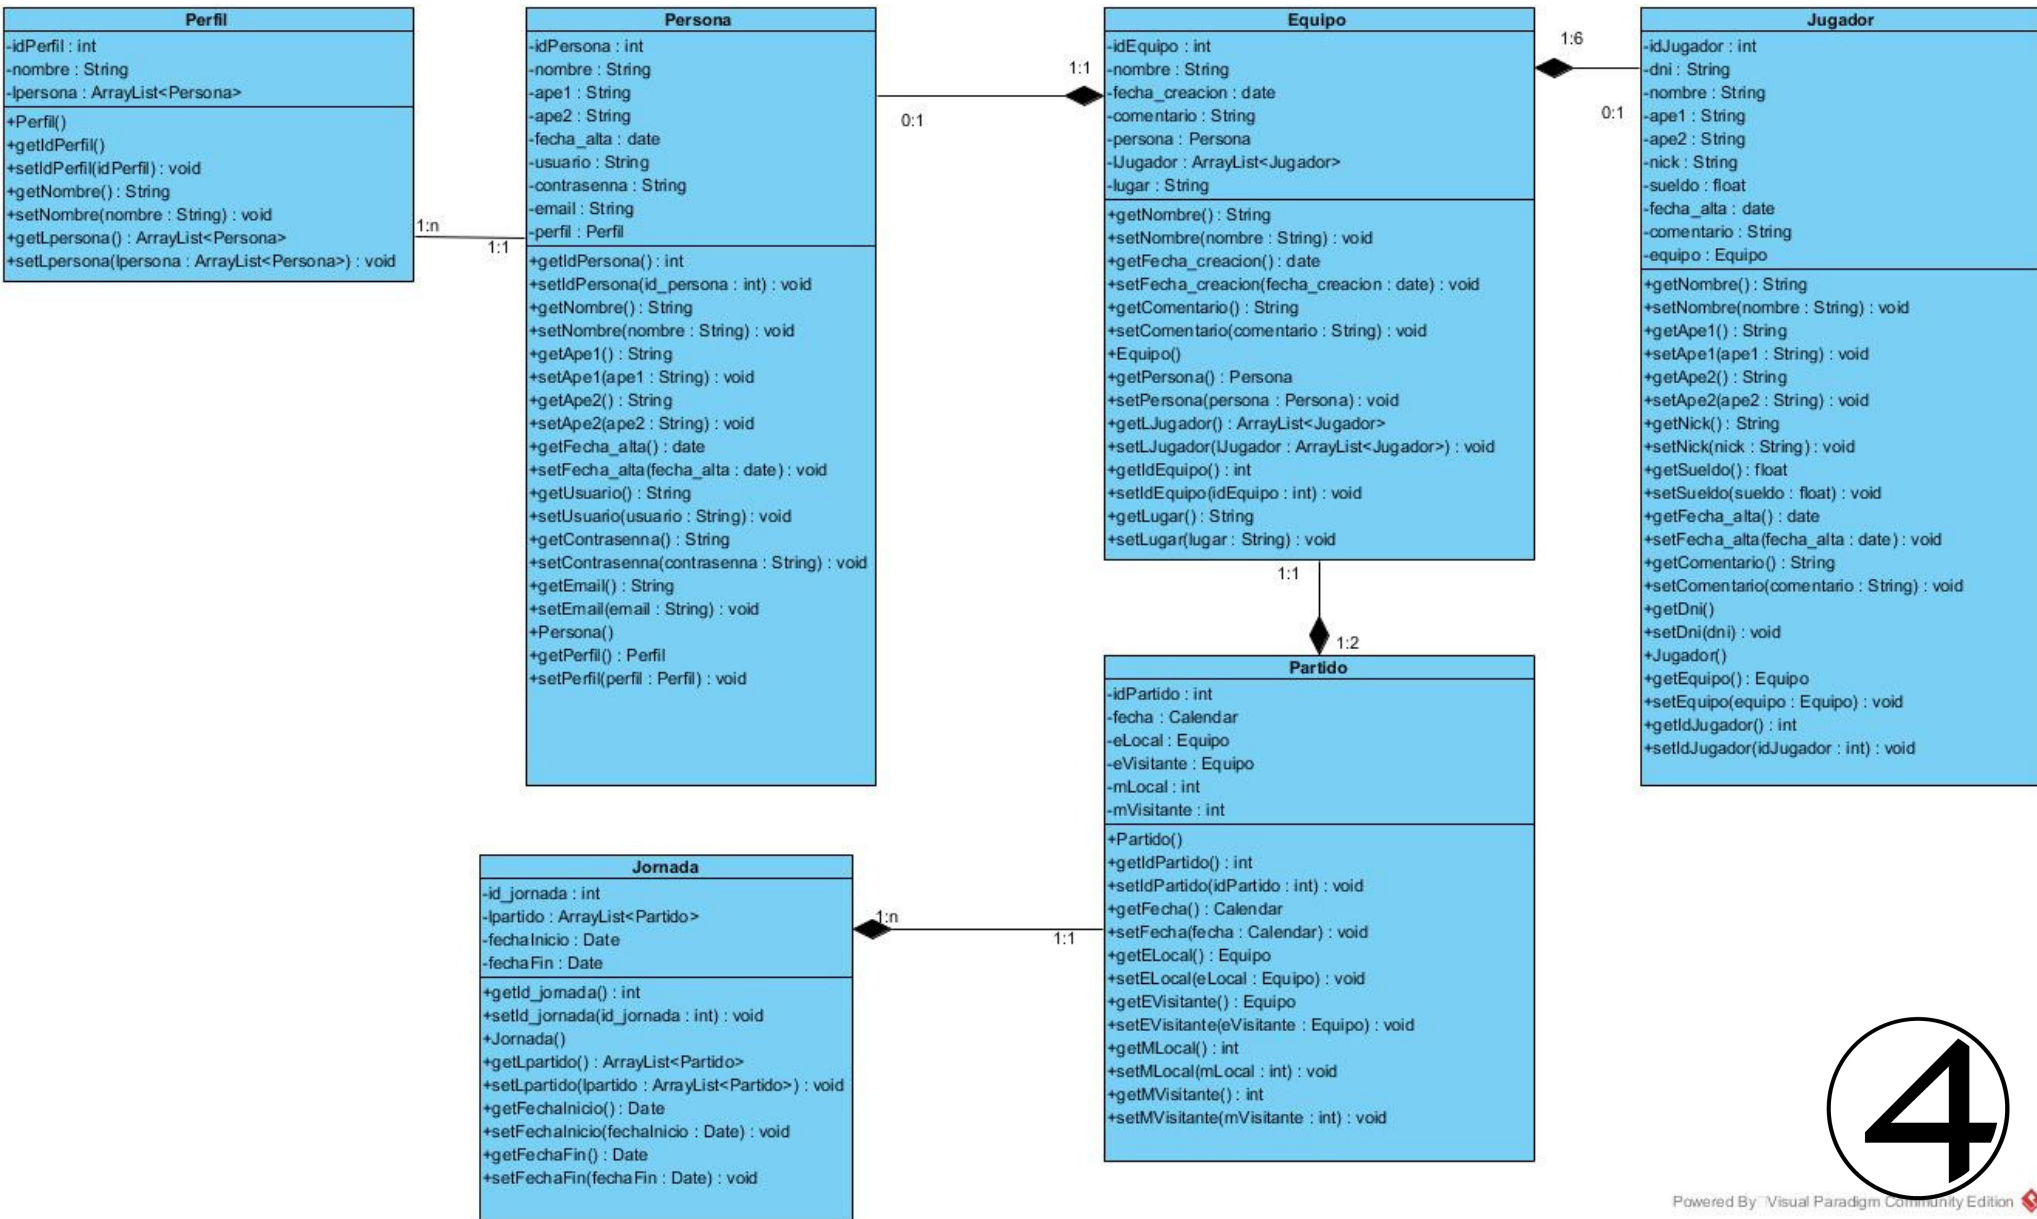 Perfil
-idPerfil : int
-nombre : String
-lpersona : ArrayList<Persona>
+Perfil()
+getIdPerfil()
+setIdPerfil(idPerfil) : void
+getNombre() : String
+setNombre(nombre : String) : void
+getLpersona() : ArrayList<Persona>
+setLpersona(lpersona : ArrayList<Persona>) : void
1:n
1:1
Persona
-idPersona : int
-nombre : String
-ape1 : String
-ape2 : String
-fecha_alta : date
-usuario : String
-contrasenna : String
-email : String
-perfil : Perfil
+getIdPersona() : int
+setIdPersona(id_persona : int) : void
+getNombre() : String
+setNombre(nombre : String) : void
+getApe1() : String
+setApe1(ape1 : String) : void
+getApe2() : String
+setApe2(ape2 : String) : void
+getFecha_alta() : date
+setFecha_alta(fecha_alta : date) : void
+getUsuario() : String
+setUsuario(usuario : String) : void
+getContrasenna() : String
+setContrasenna(contrasenna : String) : void
+getEmail() : String
+setEmail(email : String) : void
+Persona()
+getPerfil() : Perfil
+setPerfil(perfil : Perfil) : void
1:1
0:1
Equipo
-idEquipo : int
-nombre : String
-fecha_creacion : date
-comentario : String
-persona : Persona
-lJugador : ArrayList<Jugador>
-lugar : String
+getNombre() : String
+setNombre(nombre : String) : void
+getFecha_creacion() : date
+setFecha_creacion(fecha_creacion : date) : void
+getComentario() : String
+setComentario(comentario : String) : void
+Equipo()
+getPersona() : Persona
+setPersona(persona : Persona) : void
+getLJugador() : ArrayList<Jugador>
+setLJugador(lJugador : ArrayList<Jugador>) : void
+getIdEquipo() : int
+setIdEquipo(idEquipo : int) : void
+getLugar() : String
+setLugar(lugar : String) : void
1:6
0:1
Jugador
-idJugador : int
-dni : String
-nombre : String
-ape1 : String
-ape2 : String
-nick : String
-sueldo : float
-fecha_alta : date
-comentario : String
-equipo : Equipo
+getNombre() : String
+setNombre(nombre : String) : void
+getApe1() : String
+setApe1(ape1 : String) : void
+getApe2() : String
+setApe2(ape2 : String) : void
+getNick() : String
+setNick(nick : String) : void
+getSueldo() : float
+setSueldo(sueldo : float) : void
+getFecha_alta() : date
+setFecha_alta(fecha_alta : date) : void
+getComentario() : String
+setComentario(comentario : String) : void
+getDni()
+setDni(dni) : void
+Jugador()
+getEquipo() : Equipo
+setEquipo(equipo : Equipo) : void
+getIdJugador() : int
+setIdJugador(idJugador : int) : void
1:1
1:2
Partido
-idPartido : int
-fecha : Calendar
-eLocal : Equipo
-eVisitante : Equipo
-mLocal : int
-mVisitante : int
+Partido()
+getIdPartido() : int
+setIdPartido(idPartido : int) : void
+getFecha() : Calendar
+setFecha(fecha : Calendar) : void
+getELocal() : Equipo
+setELocal(eLocal : Equipo) : void
+getEVisitante() : Equipo
+setEVisitante(eVisitante : Equipo) : void
+getMLocal() : int
+setMLocal(mLocal : int) : void
+getMVisitante() : int
+setMVisitante(mVisitante : int) : void
Jornada
-id_jornada : int
-lpartido : ArrayList<Partido>
-fechaInicio : Date
-fechaFin : Date
+getId_jornada() : int
+setId_jornada(id_jornada : int) : void
+Jornada()
+getLpartido() : ArrayList<Partido>
+setLpartido(lpartido : ArrayList<Partido>) : void
+getFechaInicio() : Date
+setFechaInicio(fechaInicio : Date) : void
+getFechaFin() : Date
+setFechaFin(fechaFin : Date) : void
1:n
1:1
4
Powered By Visual Paradigm Community Edition